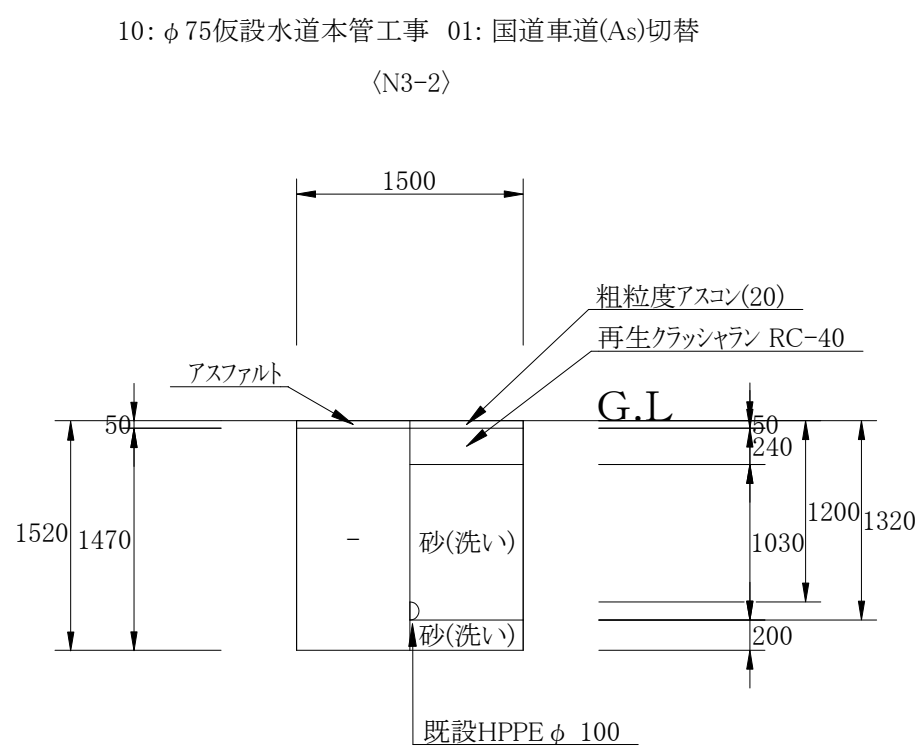 10: φ75仮設水道本管工事 01: 国道車道(As)切替
〈N3-2〉
1500
粗粒度アスコン(20)
再生クラッシャラン RC-40
アスファルト
G.L
50
50
240
1520
1470
-
砂(洗い)
1030
1200
1320
砂(洗い)
200
既設HPPEφ 100